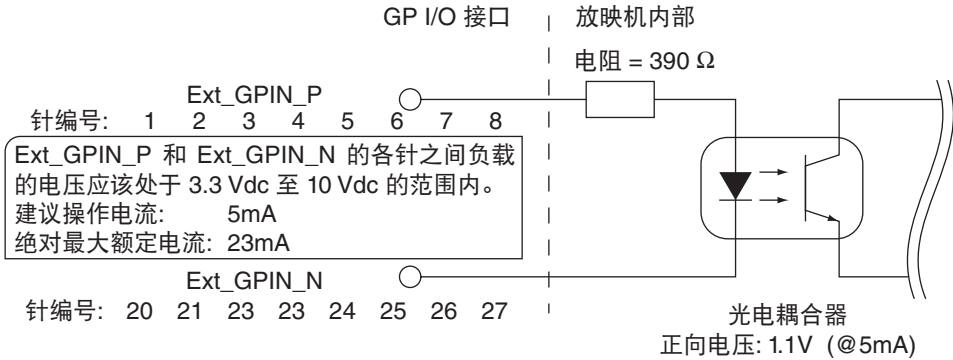 GP I/O 接口
放映机内部
电阻 = 390 Ω
Ext_GPIN_P
针编号: 1 2 3 4 5 6 7 8
Ext_GPIN_P 和 Ext_GPIN_N 的各针之间负载
的电压应该处于 3.3 Vdc 至 10 Vdc 的范围内。
建议操作电流: 5mA
绝对最大额定电流: 23mA
Ext_GPIN_N
针编号: 20 21 23 23 24 25 26 27
光电耦合器
正向电压: 1.1V (@5mA)